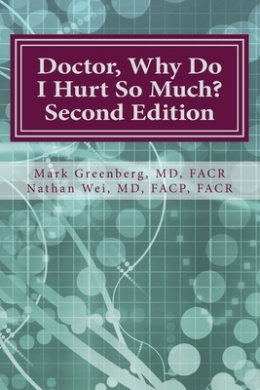 Doctor, Why Do
I Hurt So Much?
Second Edition
Mark Greenberg, MD, FACR
Nathan Wei, MD, FACP, FACR